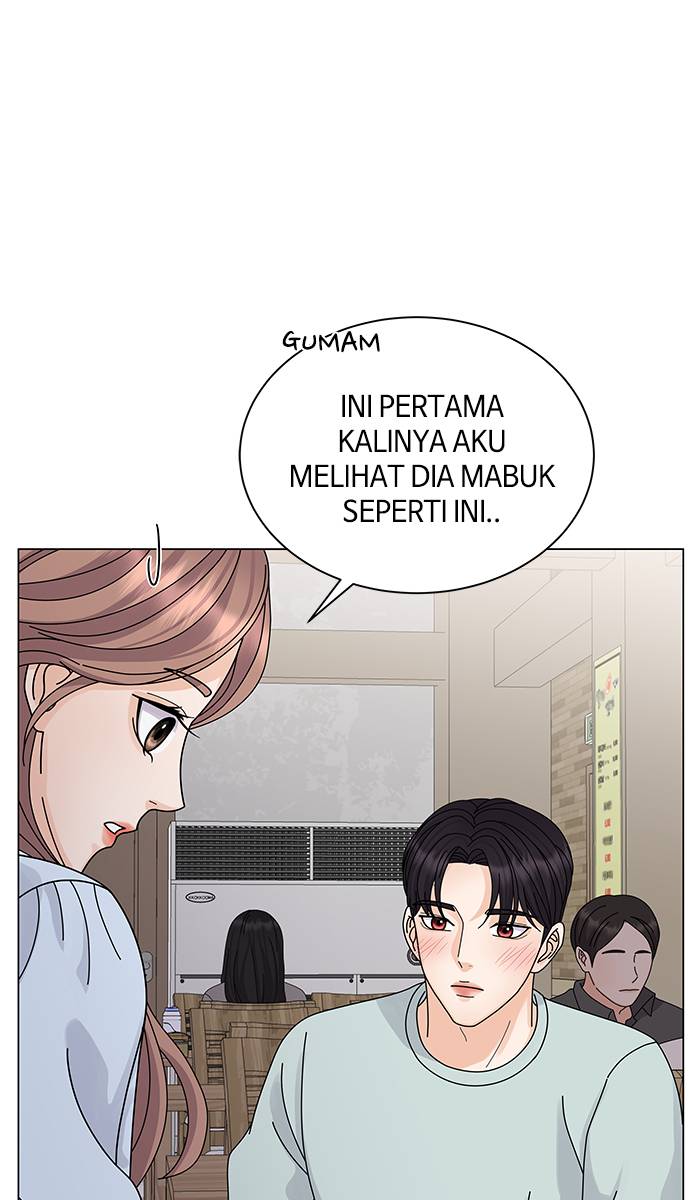 GUMAM
INI PERTAMA
KALINYA AKU
MELIHAT DIA MABUK
SEPERTI INI..